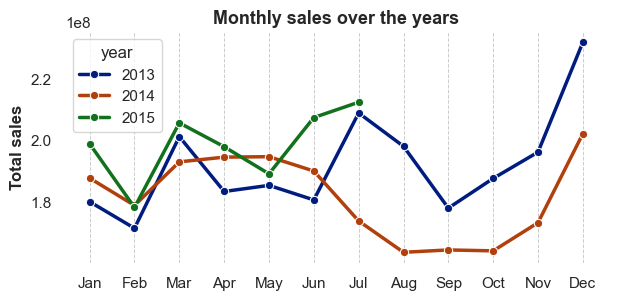 Monthly sales over the years
1e8
year
2013
2014
2015
Total sales
2.2
2.0
1.8
Jan Feb Mar Apr May Jun Jul Aug Sep Oct Nov Dec